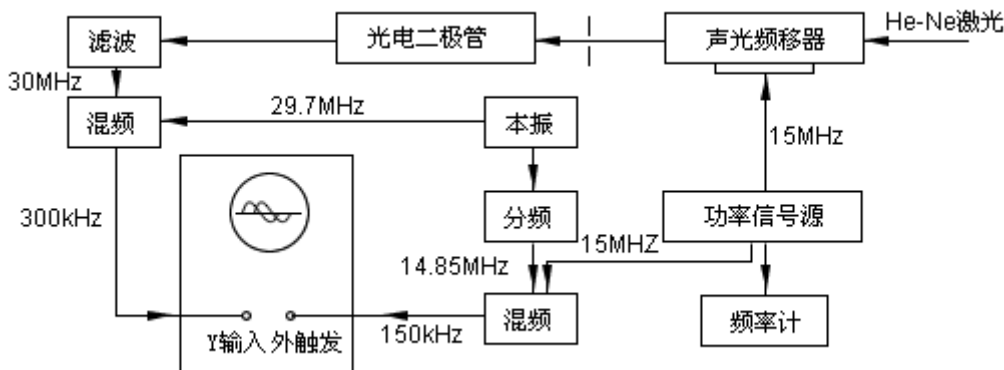 He-Ne激光
滤波
光电二极管
声光频移器
30MHz
混频
29.7MHz
本振
15MHz
300kHz
分频
功率信号源
15MHZ
14.85MHz
混频
频率计
Y输入 外触发
150kHz